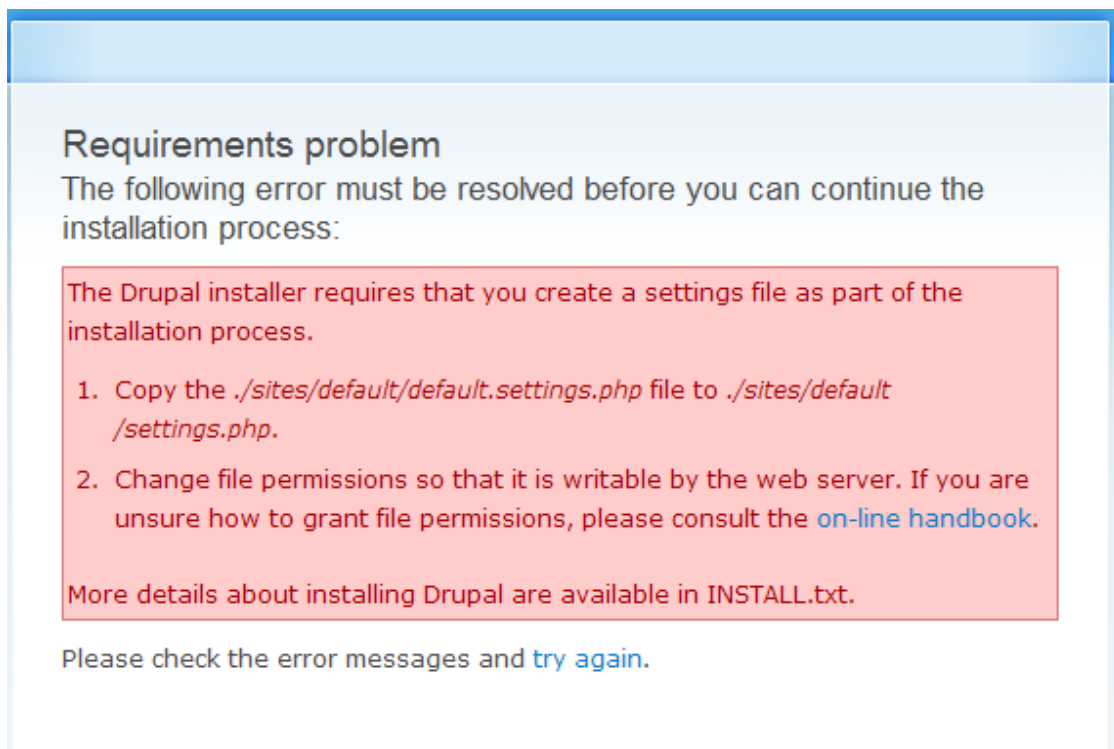 Requirements problem
The following error must be resolved before you can continue the
installation process:
The Drupal installer requires that you create a settings file as part of the
installation process.
1. Copy the ./sites/default/default.settings.php file to ./sites/default
/settings.php.
2. Change file permissions so that it is writable by the web server. If you are
unsure how to grant file permissions, please consult the on-line handbook.
More details about installing Drupal are available in INSTALL.txt.
Please check the error messages and try again.